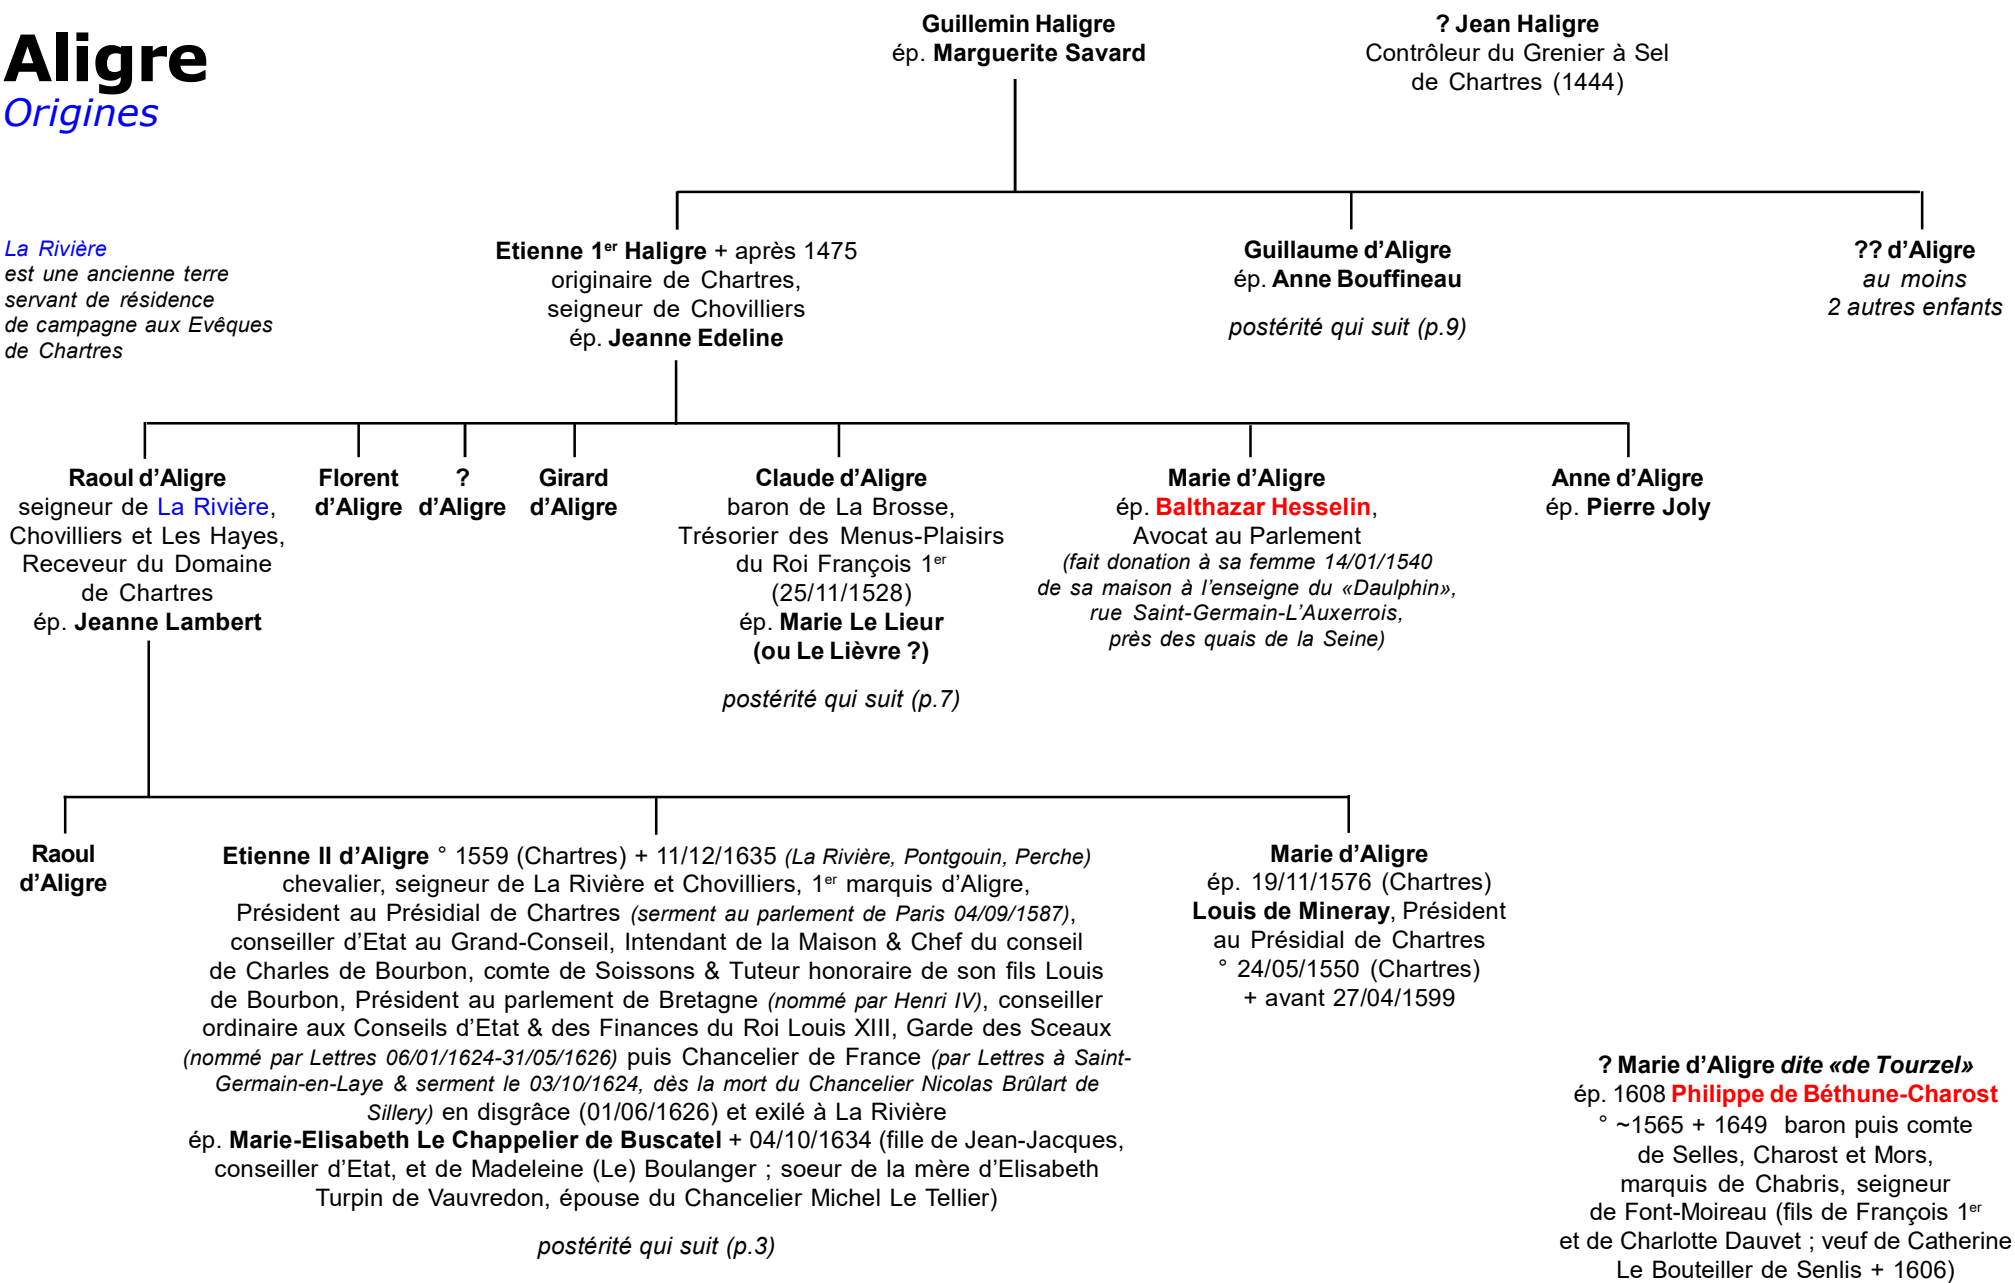 Aligre
Origines
Guillemin Haligre
ép. Marguerite Savard
? Jean Haligre
Contrôleur du Grenier à Sel
de Chartres (1444)
La Rivière
est une ancienne terre
servant de résidence
de campagne aux Evêques
de Chartres
Etienne 1er Haligre + après 1475
originaire de Chartres,
seigneur de Chovilliers
ép. Jeanne Edeline
Guillaume d’Aligre
ép. Anne Bouffineau
postérité qui suit (p.9)
?? d’Aligre
au moins
2 autres enfants
Raoul d’Aligre
seigneur de La Rivière,
Chovilliers et Les Hayes,
Receveur du Domaine
de Chartres
ép. Jeanne Lambert
Florent
d’Aligre
?
d’Aligre
Girard
d’Aligre
Claude d’Aligre
baron de La Brosse,
Trésorier des Menus-Plaisirs
du Roi François 1er
(25/11/1528)
ép. Marie Le Lieur
(ou Le Lièvre ?)
postérité qui suit (p.7)
Marie d’Aligre
ép. Balthazar Hesselin,
Avocat au Parlement
(fait donation à sa femme 14/01/1540
de sa maison à l’enseigne du «Daulphin»,
rue Saint-Germain-L’Auxerrois,
près des quais de la Seine)
Anne d’Aligre
ép. Pierre Joly
Raoul
d’Aligre
Etienne II d’Aligre ° 1559 (Chartres) + 11/12/1635 (La Rivière, Pontgouin, Perche)
chevalier, seigneur de La Rivière et Chovilliers, 1er marquis d’Aligre,
Président au Présidial de Chartres (serment au parlement de Paris 04/09/1587),
conseiller d’Etat au Grand-Conseil, Intendant de la Maison & Chef du conseil
de Charles de Bourbon, comte de Soissons & Tuteur honoraire de son fils Louis
de Bourbon, Président au parlement de Bretagne (nommé par Henri IV), conseiller
ordinaire aux Conseils d’Etat & des Finances du Roi Louis XIII, Garde des Sceaux
(nommé par Lettres 06/01/1624-31/05/1626) puis Chancelier de France (par Lettres à Saint-
Germain-en-Laye & serment le 03/10/1624, dès la mort du Chancelier Nicolas Brûlart de
Sillery) en disgrâce (01/06/1626) et exilé à La Rivière
ép. Marie-Elisabeth Le Chappelier de Buscatel + 04/10/1634 (fille de Jean-Jacques,
conseiller d’Etat, et de Madeleine (Le) Boulanger ; soeur de la mère d’Elisabeth
Turpin de Vauvredon, épouse du Chancelier Michel Le Tellier)
postérité qui suit (p.3)
Marie d’Aligre
ép. 19/11/1576 (Chartres)
Louis de Mineray, Président
au Présidial de Chartres
° 24/05/1550 (Chartres)
+ avant 27/04/1599
? Marie d’Aligre dite «de Tourzel»
ép. 1608 Philippe de Béthune-Charost
° ~1565 + 1649 baron puis comte
de Selles, Charost et Mors,
marquis de Chabris, seigneur
de Font-Moireau (fils de François 1er
et de Charlotte Dauvet ; veuf de Catherine
Le Bouteiller de Senlis + 1606)